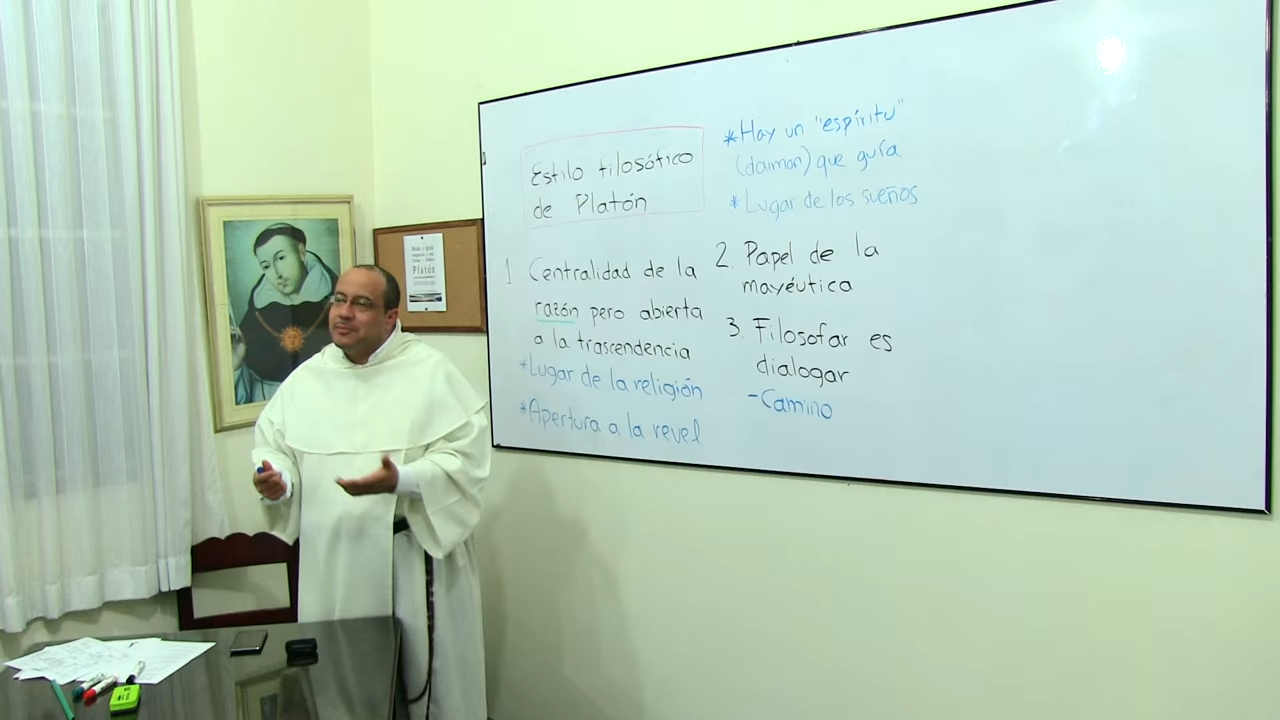 Estilo filosófico
de Platón
1 Centralidad de la
razón pero abierta
a la trascendencia
*Lugar de la religión
*Apertura a la revel
*Hay un "espíritu"
(daimon) que guía
*Lugar de los sueños
2. Papel de la
mayéutica
3. Filosofar es
dialogar
-Camino
Platón